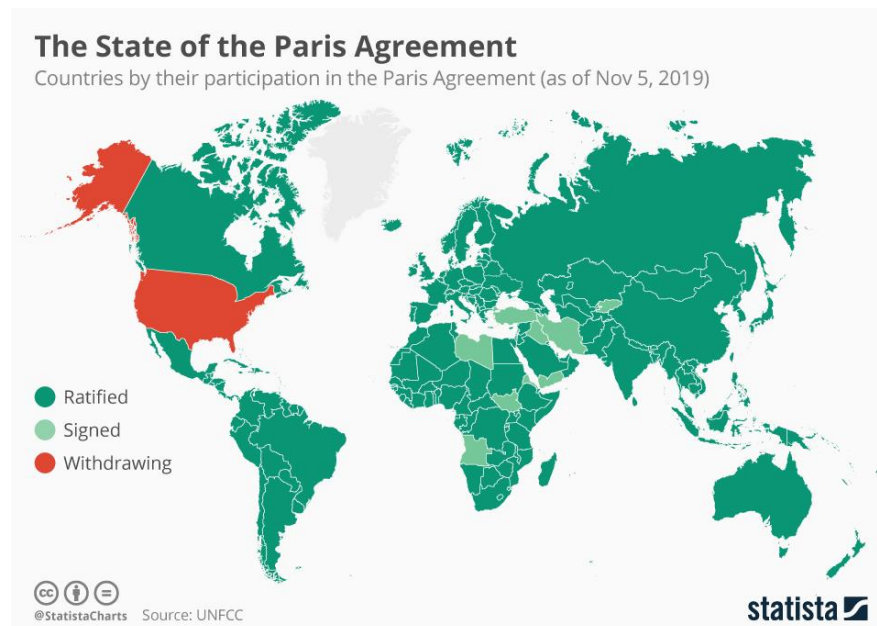 The State of the Paris Agreement
Countries by their participation in the Paris Agreement (as of Nov 5, 2019)
Ratified
Signed
Withdrawing
cc
@StatistaCharts Source: UNFCC
statista